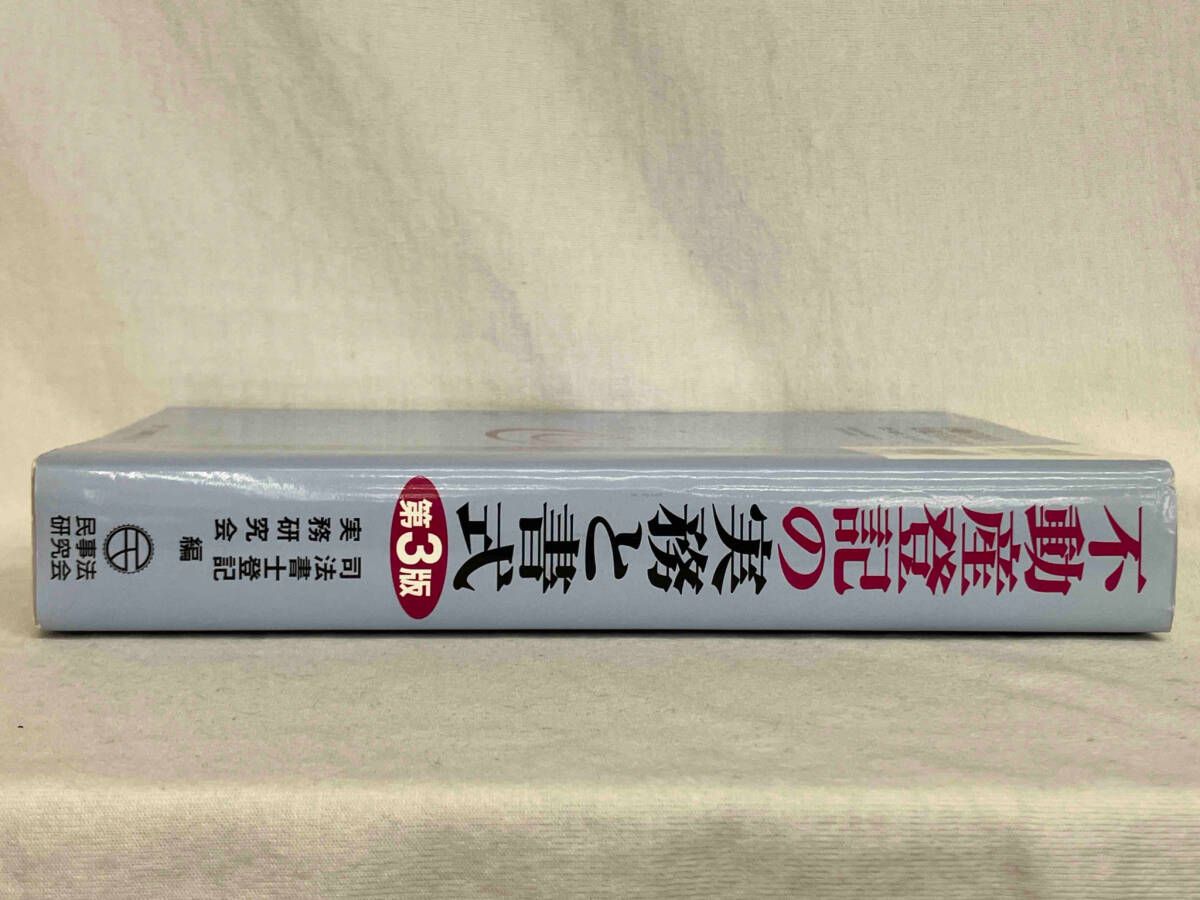 不動産登記の
実務と書式
第3版
司法書士登記
実務研究会
編
民事法
研究会